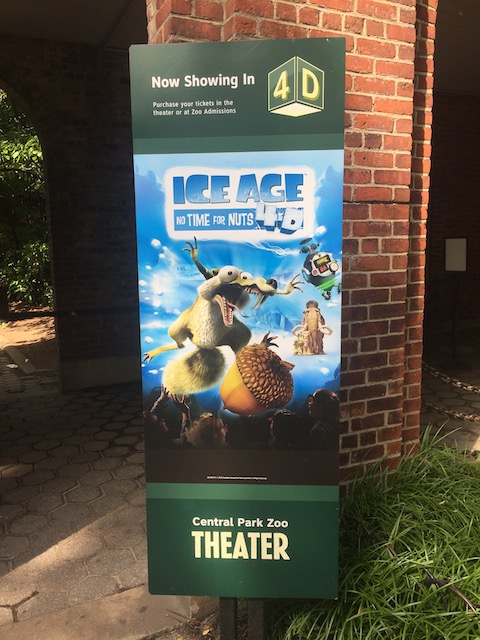 Now Showing In
4D
Purchase your tickets in the
theater or at Zoo Admissions
ICE AGE
NO TIME FOR NUTS 4-D
Central Park Zoo
THEATER